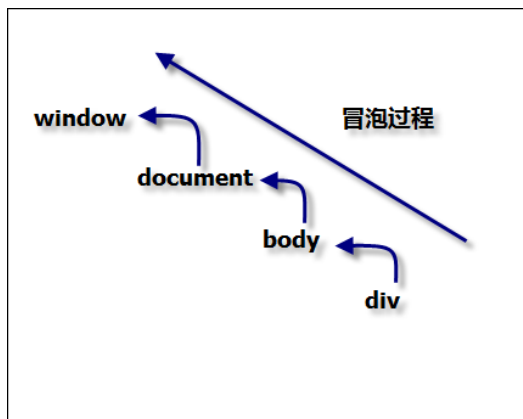 window
冒泡过程
document
body
div